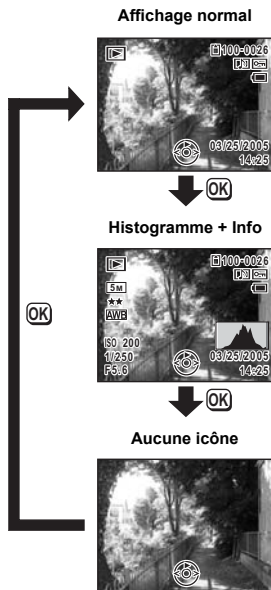 Affichage normal
100-0026
03/25/2005
14:25
OK
Histogramme + Info
100-0026
5M
★★
AWB
ISO 200
1/250
F5.6
03/25/2005
14:25
OK
OK
Aucune icône